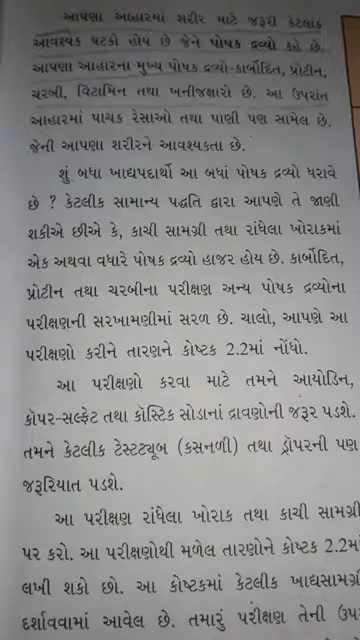 આપણા આહારમાં શરીર માટે જરૂરી કેટલાંક
આવશ્યક ઘટકો હોય છે જેને પોષક દ્રવ્યો કહે છે.
આપણા આહારના મુખ્ય પોષક દ્રવ્યો-કાર્બોદિત, પ્રોટીન,
ચરબી, વિટામિન તથા ખનીજક્ષારો છે. આ ઉપરાંત
આહારમાં પાચક રેસાઓ તથા પાણી પણ સામેલ છે.
જેની આપણા શરીરને આવશ્યકતા છે.
શું બધા ખાદ્યપદાર્થો આ બધાં પોષક દ્રવ્યો ધરાવે
છે ? કેટલીક સામાન્ય પદ્ધતિ દ્વારા આપણે તે જાણી
શકીએ છીએ કે, કાચી સામગ્રી તથા રાંધેલા ખોરાકમાં
એક અથવા વધારે પોષક દ્રવ્યો હાજર હોય છે. કાર્બોદિત,
પ્રોટીન તથા ચરબીના પરીક્ષણ અન્ય પોષક દ્રવ્યોના
પરીક્ષણની સરખામણીમાં સરળ છે. ચાલો, આપણે આ
પરીક્ષણો કરીને તારણને કોષ્ટક 2.2માં નોંધો.
આ પરીક્ષણો કરવા માટે તમને આયોડિન,
કૉપર-સલ્ફેટ તથા કૉસ્ટિક સોડાનાં દ્રાવણોની જરૂર પડશે.
તમને કેટલીક ટેસ્ટટ્યૂબ (કસનળી) તથા ડ્રૉપરની પણ
જરૂરિયાત પડશે.
આ પરીક્ષણ રાંધેલા ખોરાક તથા કાચી સામગ્રી
પર કરો. આ પરીક્ષણોથી મળેલ તારણોને કોષ્ટક 2.2માં
લખી શકો છો. આ કોષ્ટકમાં કેટલીક ખાદ્યસામગ્રી
દર્શાવવામાં આવેલ છે. તમારું પરીક્ષણ તેની